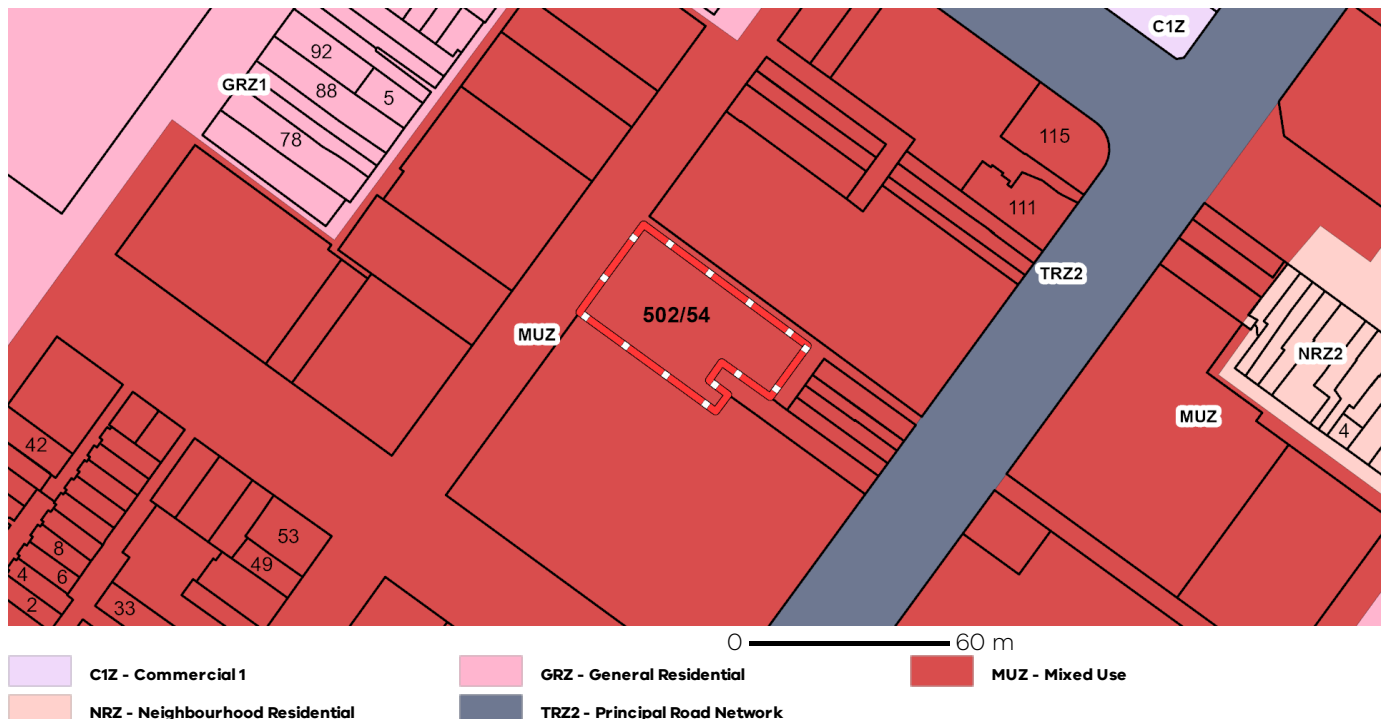 C1Z
92
GRZ1
88
5
115
78
111
TRZ2
502/54
MUZ
NRZ2
MUZ
4
42
53
8
49
4
6
2
33
0 60 m
C1Z - Commercial 1
GRZ - General Residential
MUZ - Mixed Use
NRZ - Neighbourhood Residential
TRZ2 - Principal Road Network